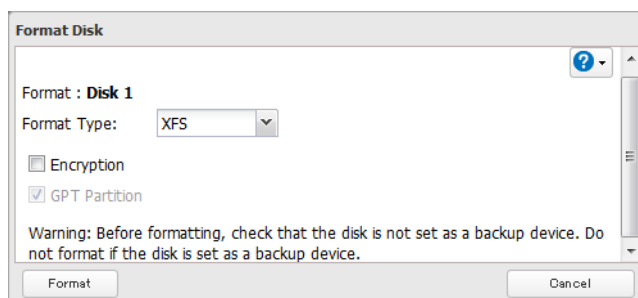 Format Disk
?
Format : Disk 1
Format Type: XFS
Encryption
GPT Partition
Warning: Before formatting, check that the disk is not set as a backup device. Do
not format if the disk is set as a backup device.
Format Cancel